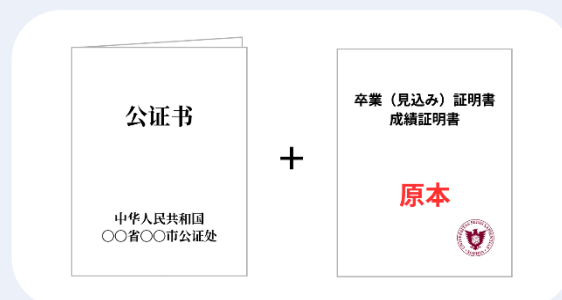 公证书
中华人民共和国
〇〇省〇〇市公证处
+
卒業（見込み）証明書
成績証明書
原本